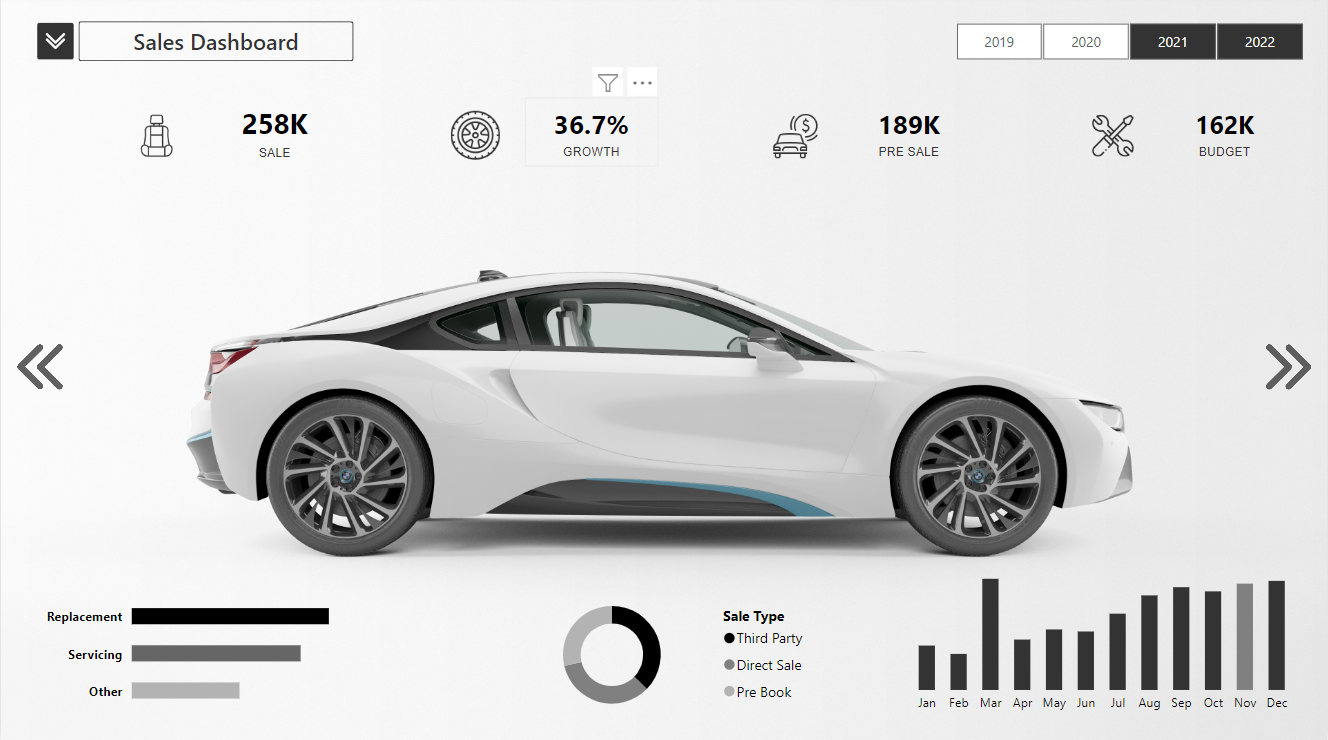 Sales Dashboard
2019 2020 2021 2022
258K 36.7% 189K 162K
SALE GROWTH PRE SALE BUDGET
Replacement
Servicing
Other
Sale Type
Third Party
Direct Sale
Pre Book
Jan Feb Mar Apr May Jun Jul Aug Sep Oct Nov Dec